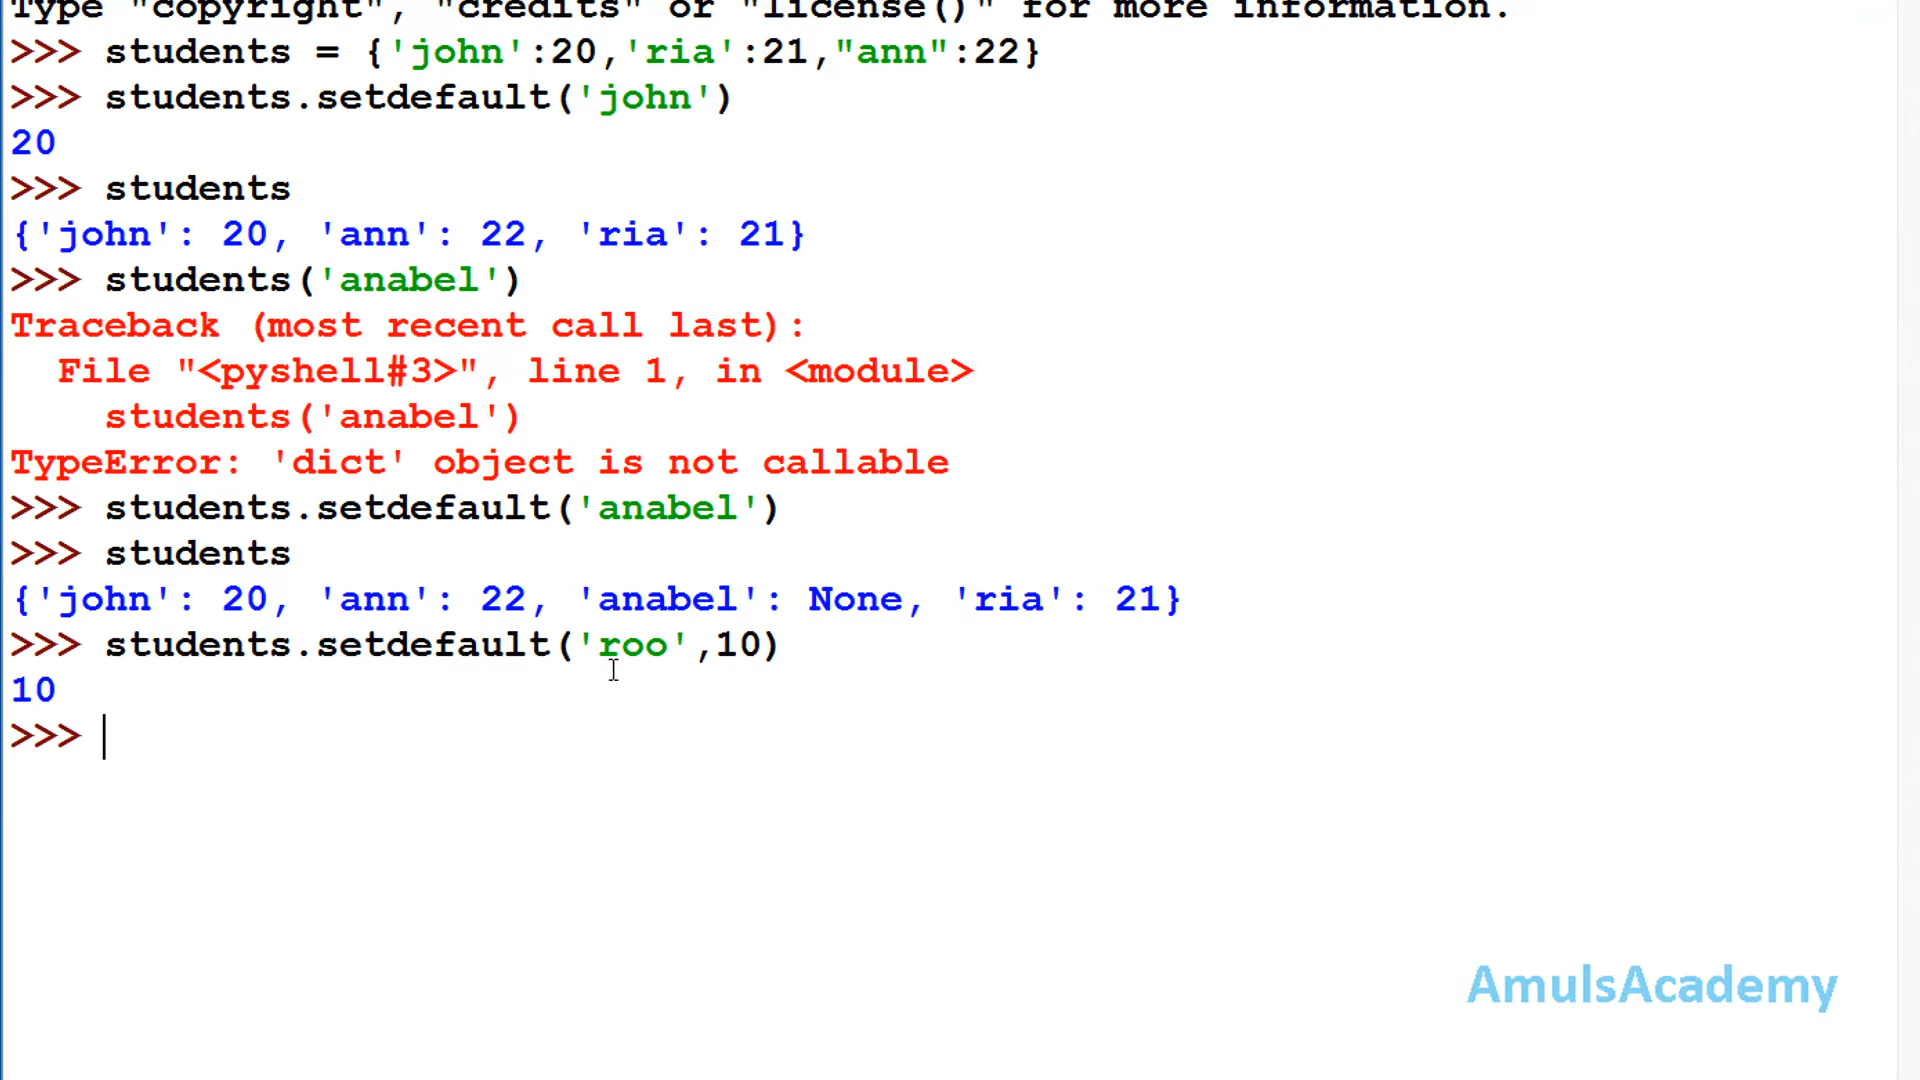 Type "copyright", "credits" or "license()" for more information.
>>> students = {'john':20,'ria':21,"ann":22}
>>> students.setdefault('john')
20
>>> students
{'john': 20, 'ann': 22, 'ria': 21}
>>> students('anabel')
Traceback (most recent call last):
  File "<pyshell#3>", line 1, in <module>
    students('anabel')
TypeError: 'dict' object is not callable
>>> students.setdefault('anabel')
>>> students
{'john': 20, 'ann': 22, 'anabel': None, 'ria': 21}
>>> students.setdefault('roo',10)
10
>>>
AmulsAcademy